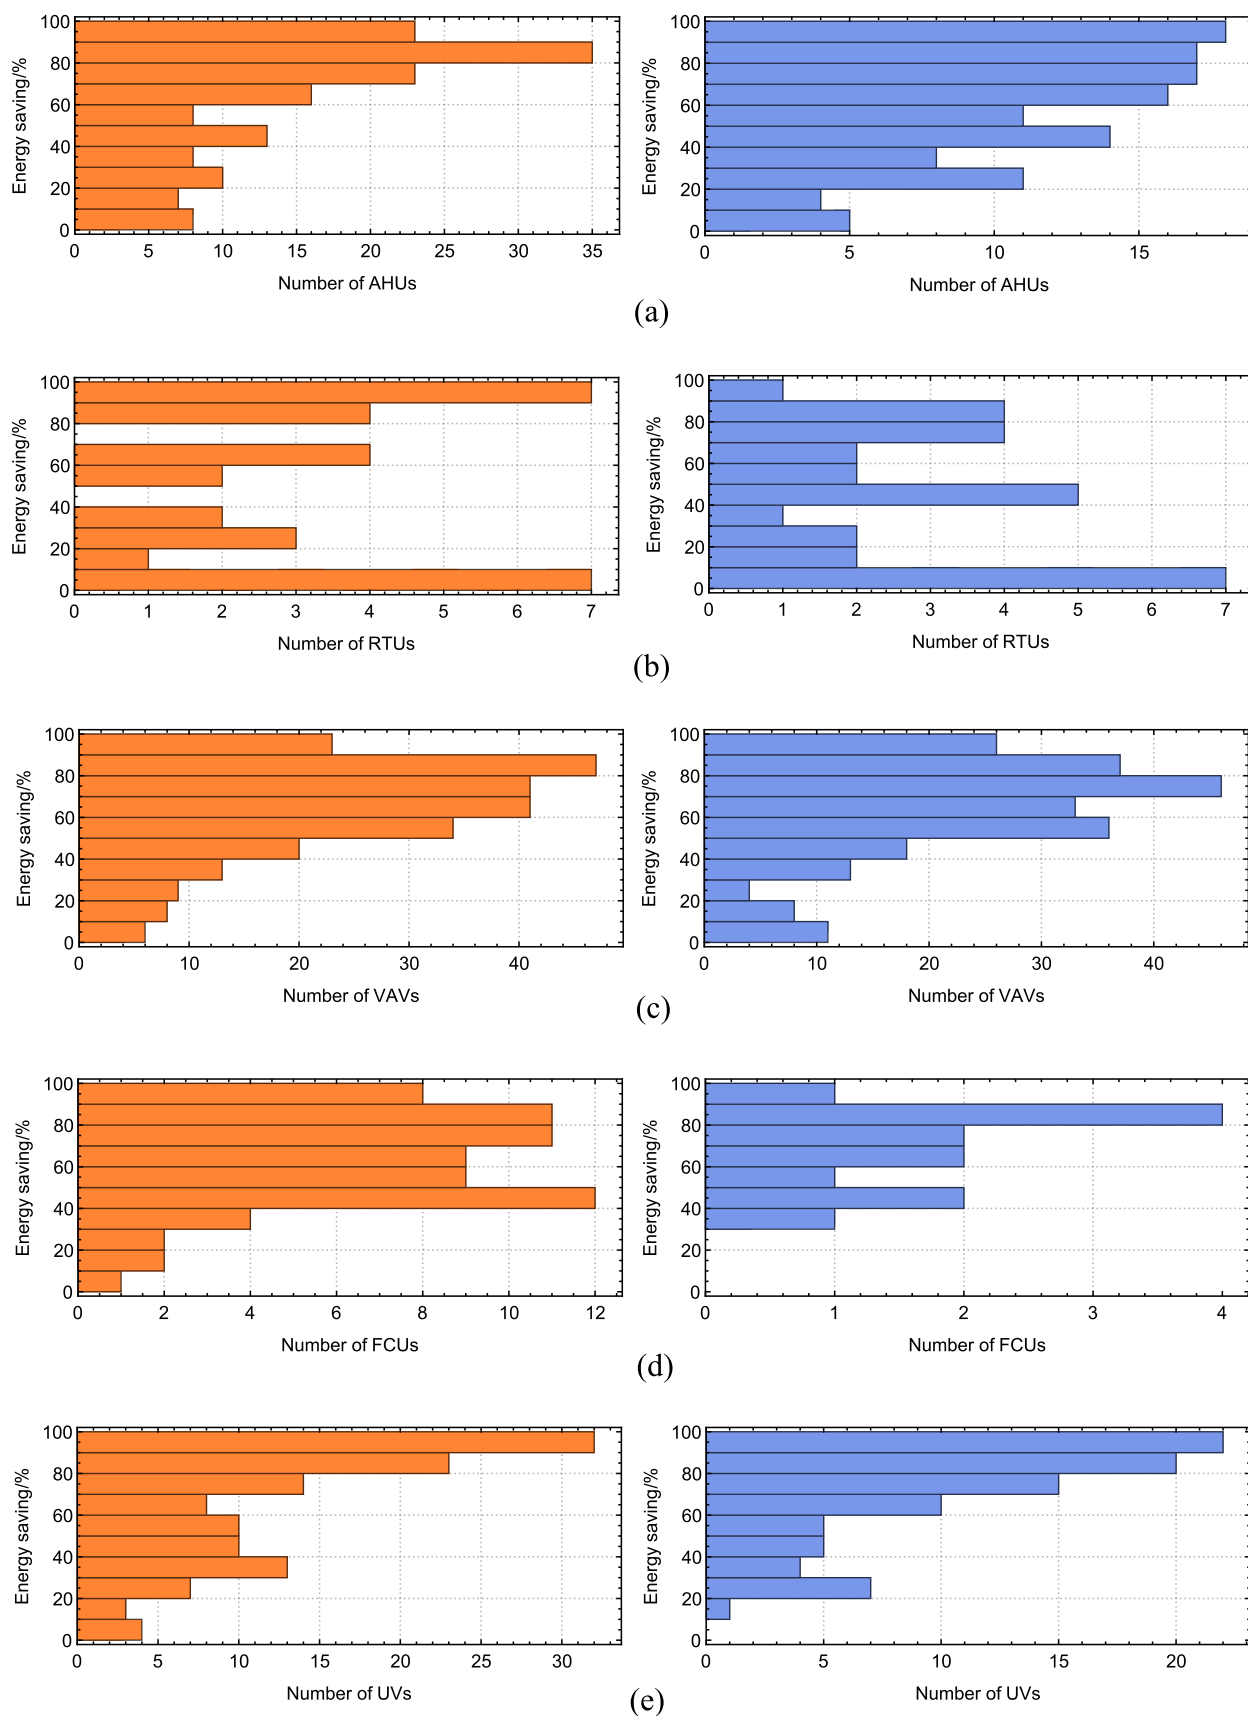 100
80
60
40
20
0
Energy saving/%
0 5 10 15 20 25 30 35
Number of AHUs
100
80
60
40
20
0
Energy saving/%
0 5 10 15
Number of AHUs
(a)
100
80
60
40
20
0
Energy saving/%
0 1 2 3 4 5 6 7
Number of RTUs
100
80
60
40
20
0
Energy saving/%
0 1 2 3 4 5 6 7
Number of RTUs
(b)
100
80
60
40
20
0
Energy saving/%
0 10 20 30 40
Number of VAVs
100
80
60
40
20
0
Energy saving/%
0 10 20 30 40
Number of VAVs
(c)
100
80
60
40
20
0
Energy saving/%
0 2 4 6 8 10 12
Number of FCUs
100
80
60
40
20
0
Energy saving/%
0 1 2 3 4
Number of FCUs
(d)
100
80
60
40
20
0
Energy saving/%
0 5 10 15 20 25 30
Number of UVs
100
80
60
40
20
0
Energy saving/%
0 5 10 15 20
Number of UVs
(e)